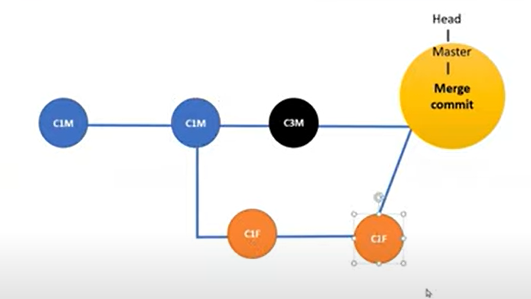 Head
Master
Merge
commit
C1M
C1M
C3M
C1F
C1F